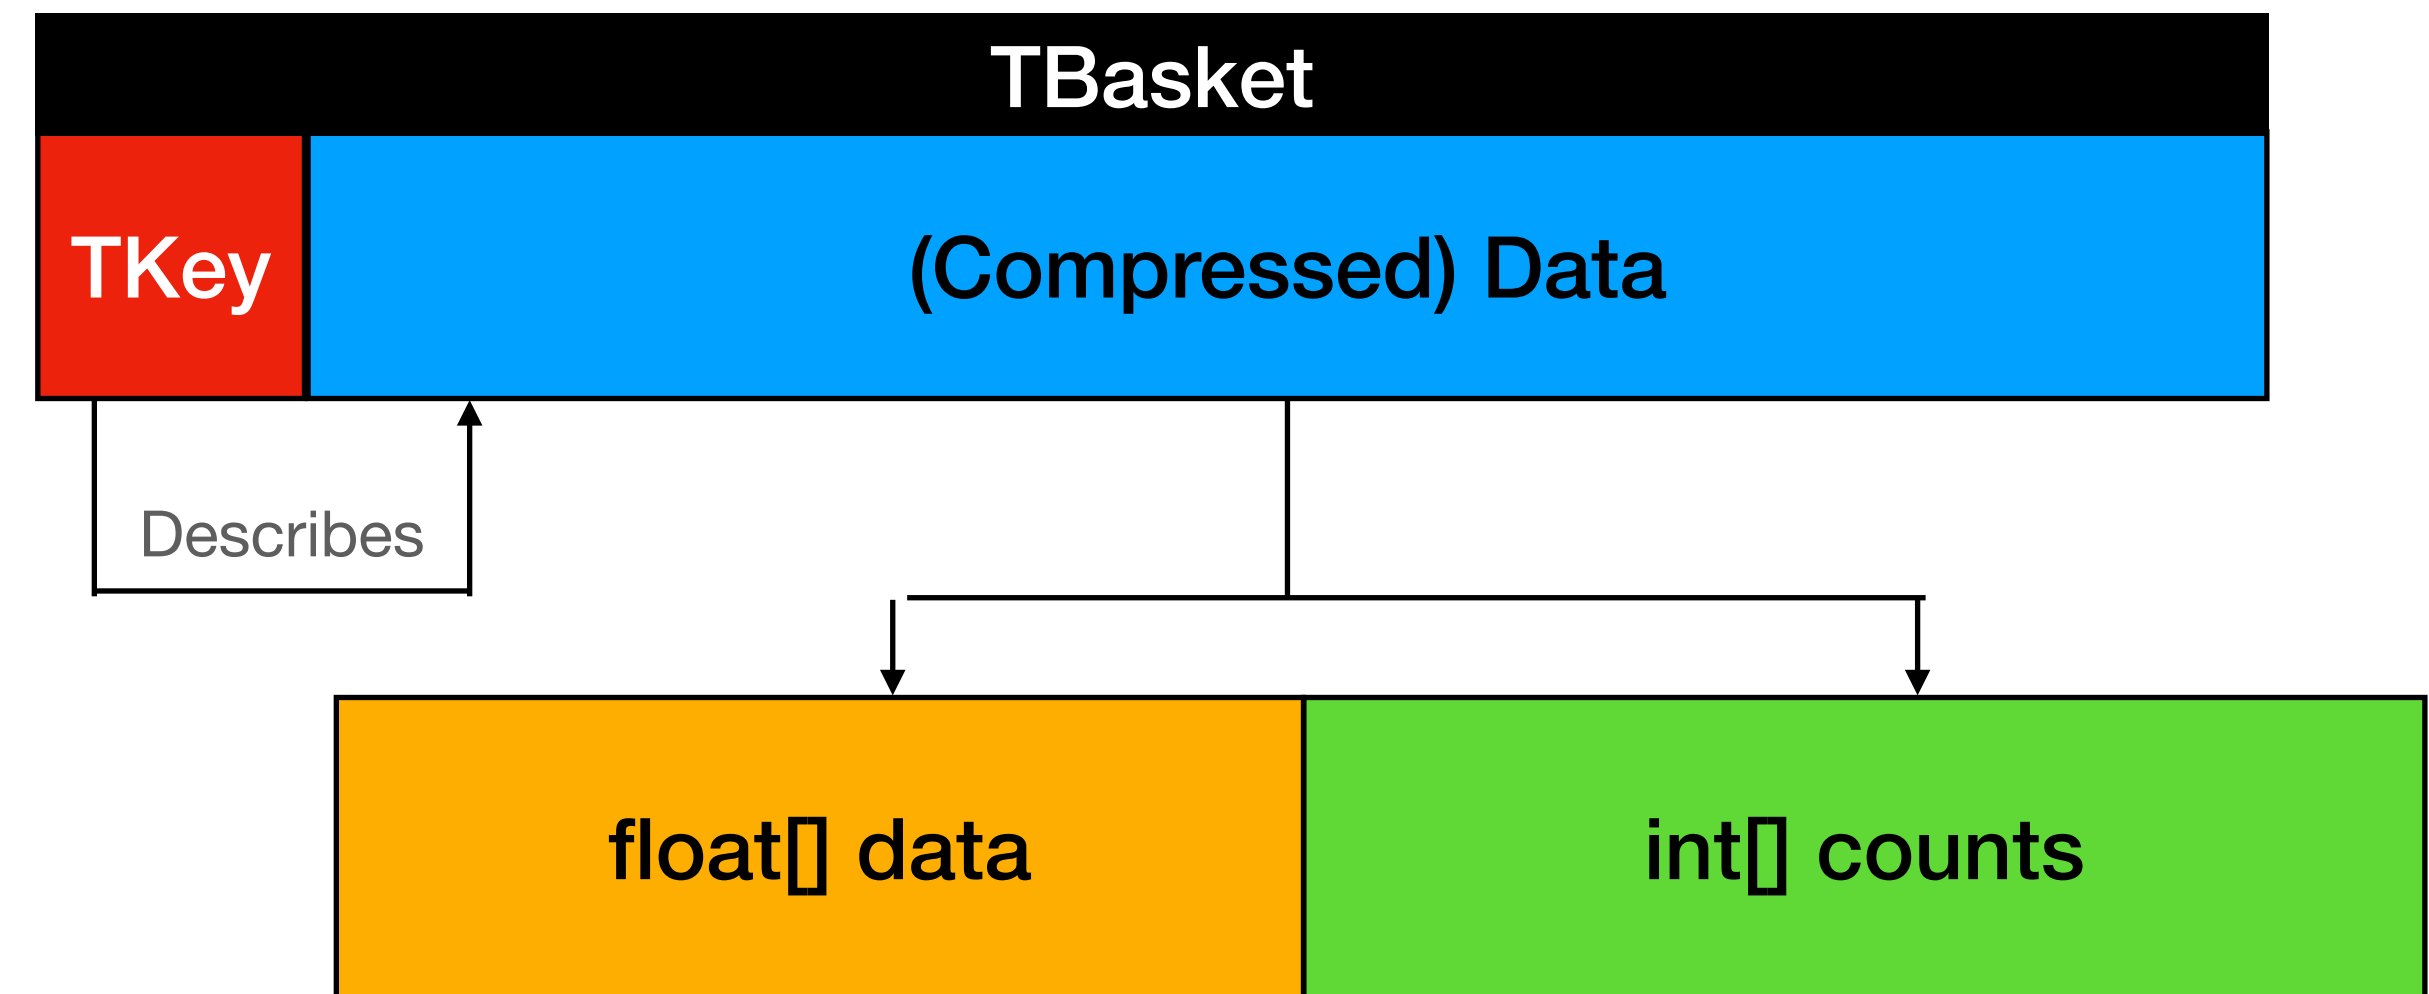 TBasket
TKey
(Compressed) Data
Describes
float[] data
int[] counts